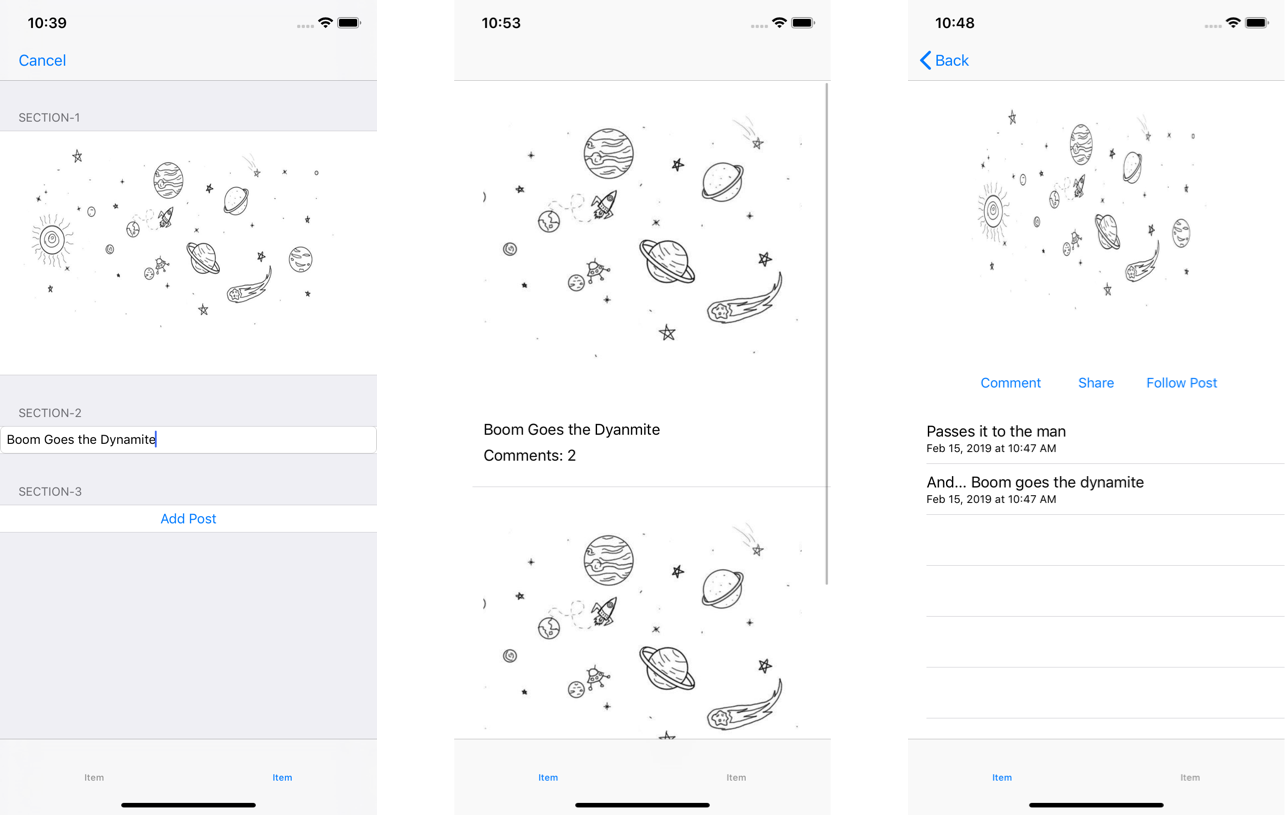 10:39
Cancel
SECTION-1
SECTION-2
Boom Goes the Dynamite
SECTION-3
Add Post
Item Item
10:53
Boom Goes the Dyanmite
Comments: 2
Item Item
10:48
Back
Comment Share Follow Post
Passes it to the man
Feb 15, 2019 at 10:47 AM
And... Boom goes the dynamite
Feb 15, 2019 at 10:47 AM
Item Item